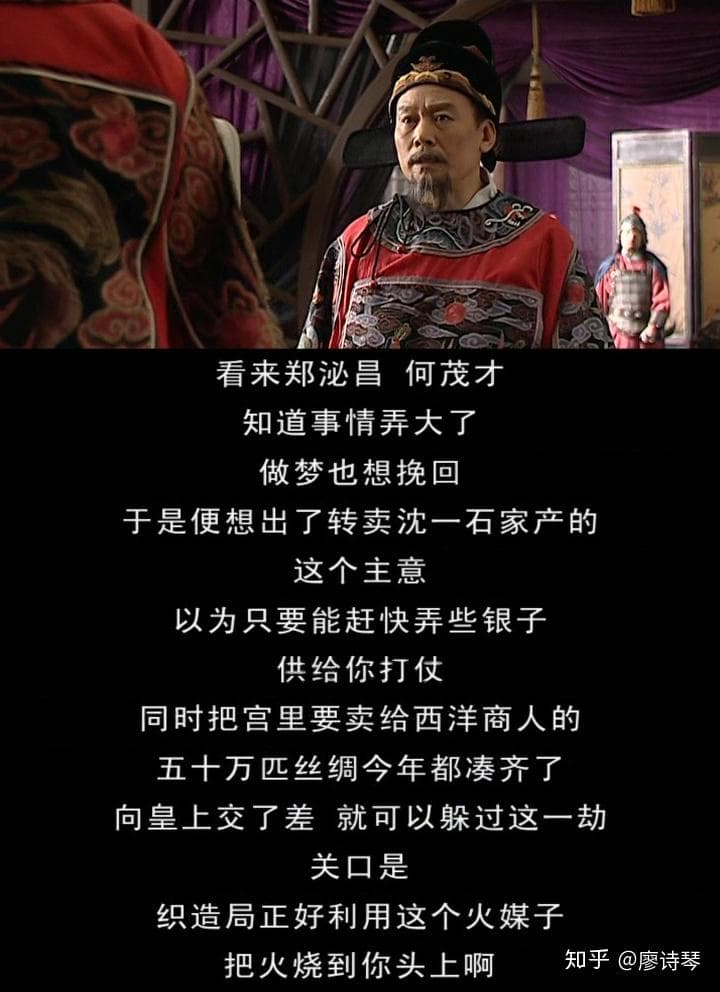 看来郑泌昌 何茂才
知道事情弄大了
做梦也想挽回
于是便想出了转卖沈一石家产的
这个主意
以为只要能赶快弄些银子
供给你打仗
同时把宫里要卖给西洋商人的
五十万匹丝绸今年都凑齐了
向皇上交了差 就可以躲过这一劫
关口是
织造局正好利用这个火媒子
把火烧到你头上啊
知乎 @廖诗琴